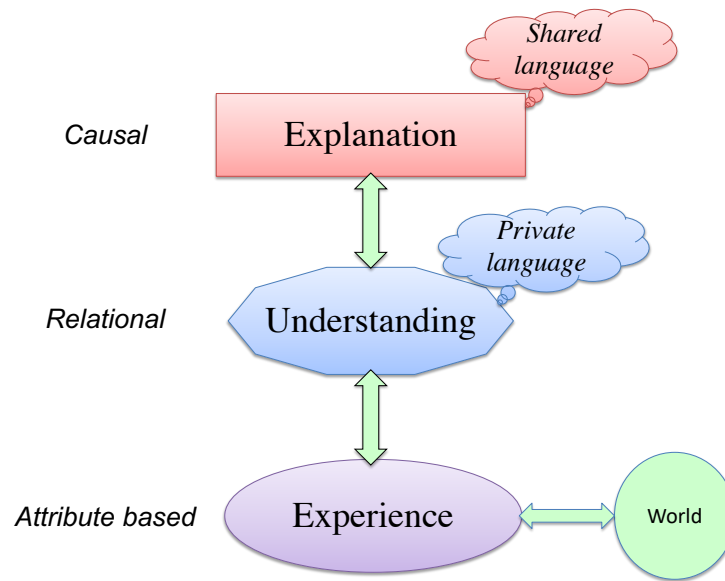 Shared
language
Causal
Explanation
Private
language
Relational
Understanding
Attribute based
Experience
World